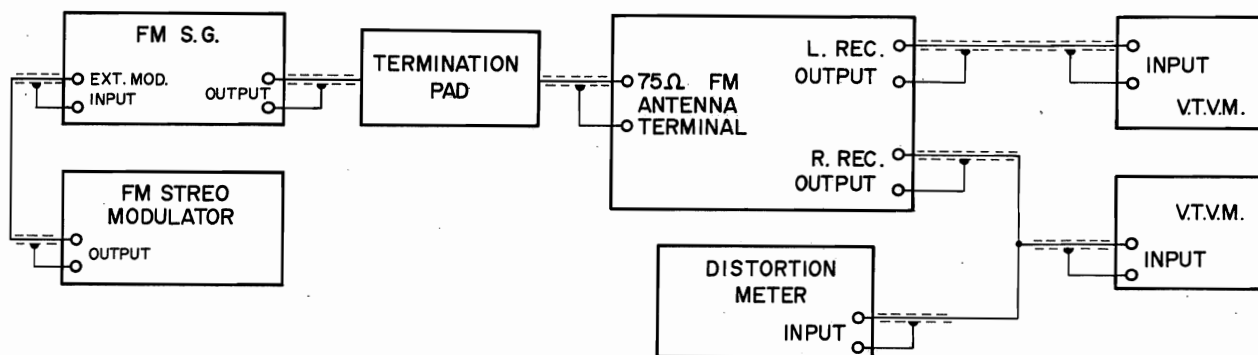 FM S.G.
EXT. MOD.
INPUT
OUTPUT
TERMINATION
PAD
75Ω FM
ANTENNA
TERMINAL
L. REC.
OUTPUT
R. REC.
OUTPUT
INPUT
V.T.V.M.
FM STREO
MODULATOR
OUTPUT
DISTORTION
METER
INPUT
V.T.V.M.
INPUT